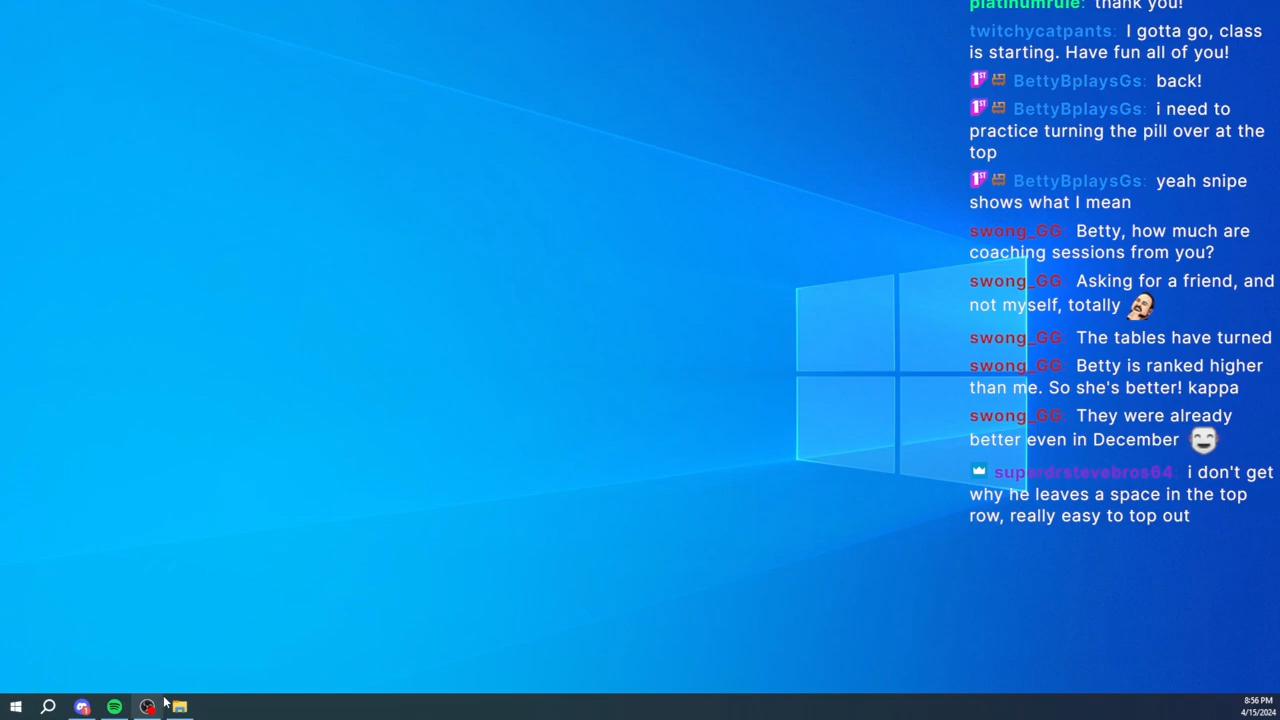 platinumrule: thank you!
twitchycatpants: I gotta go, class
is starting. Have fun all of you!
1ST BettyBplaysGs: back!
1ST BettyBplaysGs: i need to
practice turning the pill over at the
top
1ST BettyBplaysGs: yeah snipe
shows what I mean
swong_GG: Betty, how much are
coaching sessions from you?
swong_GG: Asking for a friend, and
not myself, totally
swong_GG: The tables have turned
swong_GG: Betty is ranked higher
than me. So she's better! kappa
swong_GG: They were already
better even in December
superdrstevebros64: i don't get
why he leaves a space in the top
row, really easy to top out
1
8:56 PM
4/15/2024